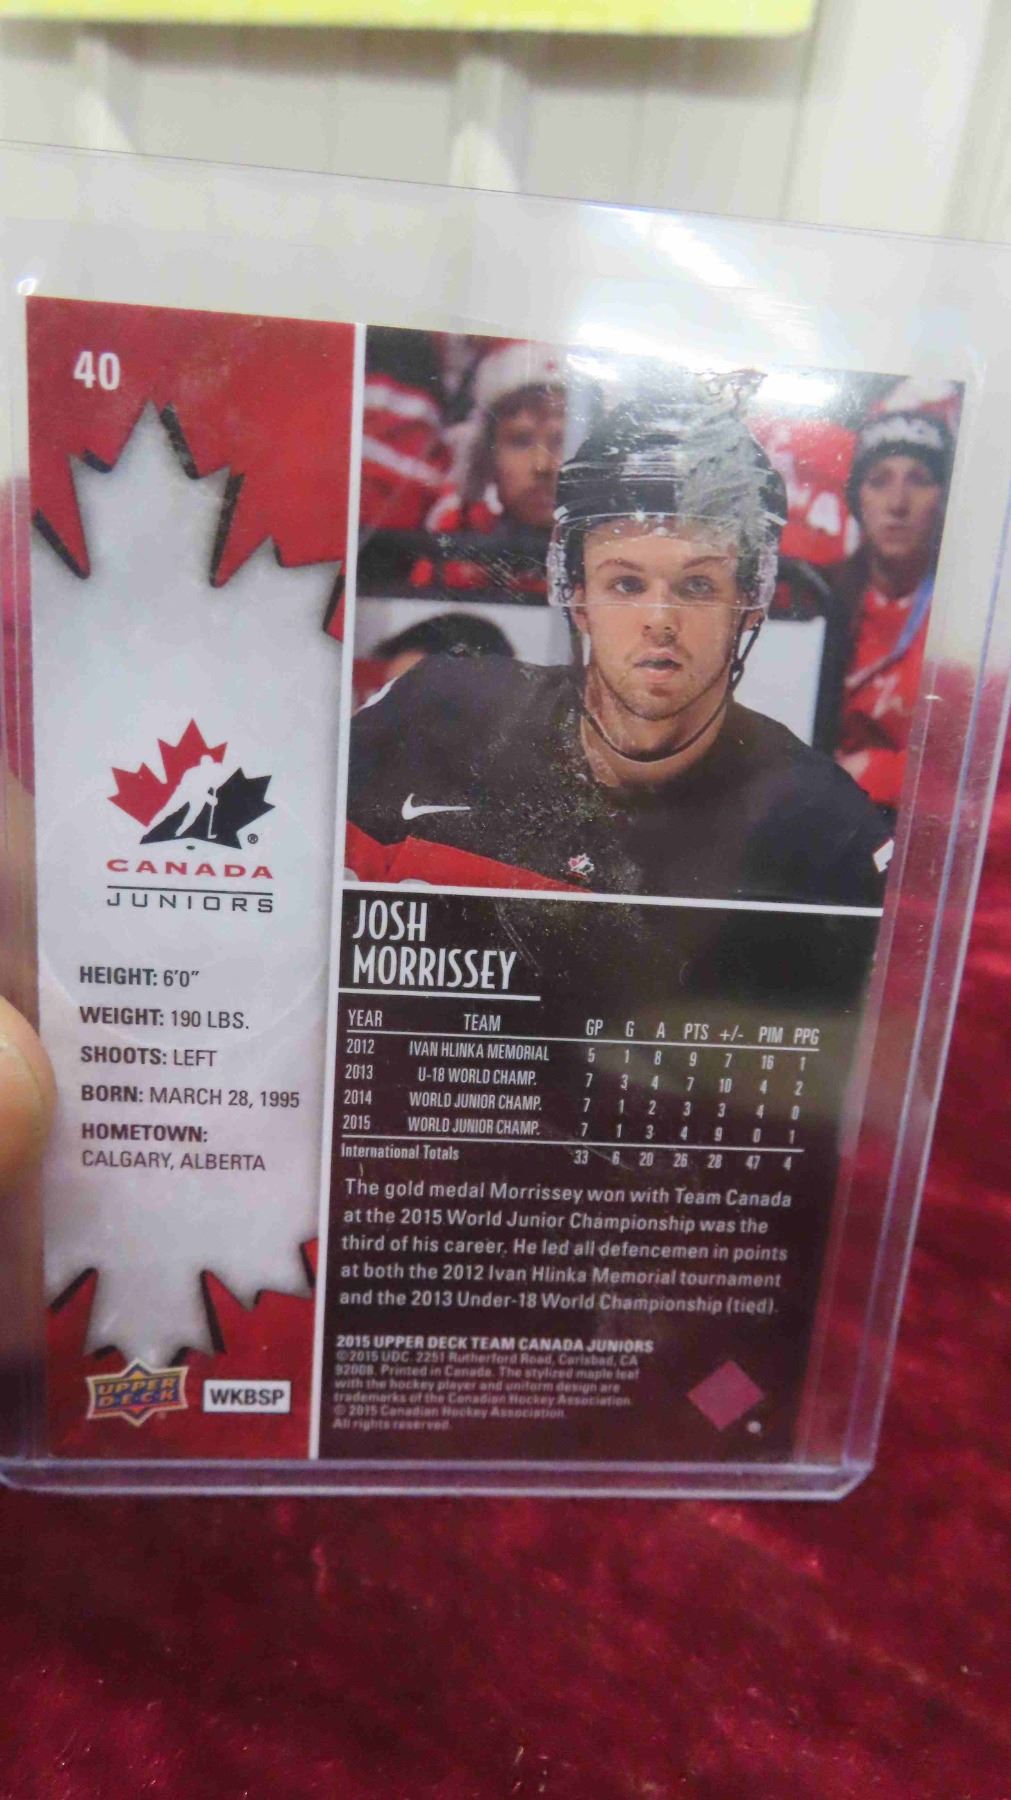 40
CANADA
JUNIORS
HEIGHT: 6'0"
WEIGHT: 190 LBS.
SHOOTS: LEFT
BORN: MARCH 28, 1995
HOMETOWN:
CALGARY, ALBERTA
UPPER
DECK
WKBSP
JOSH
MORRISSEY
YEAR TEAM GP G A PTS +/- PIM PPG
2012 IVAN HLINKA MEMORIAL 5 1 8 9 7 16 1
2013 U-18 WORLD CHAMP. 7 3 4 7 10 4 2
2014 WORLD JUNIOR CHAMP. 7 1 2 3 3 4 0
2015 WORLD JUNIOR CHAMP. 7 1 3 4 9 0 1
International Totals 33 6 20 26 28 47 4
The gold medal Morrissey won with Team Canada
at the 2015 World Junior Championship was the
third of his career. He led all defencemen in points
at both the 2012 Ivan Hlinka Memorial tournament
and the 2013 Under-18 World Championship (tied).
2015 UPPER DECK TEAM CANADA JUNIORS
©2015 UDC. 2251 Rutherford Road, Carlsbad, CA
92008. Printed in Canada. The stylized maple leaf
with the hockey player and uniform design are
trademarks of the Canadian Hockey Association.
© 2015 Canadian Hockey Association.
All rights reserved.